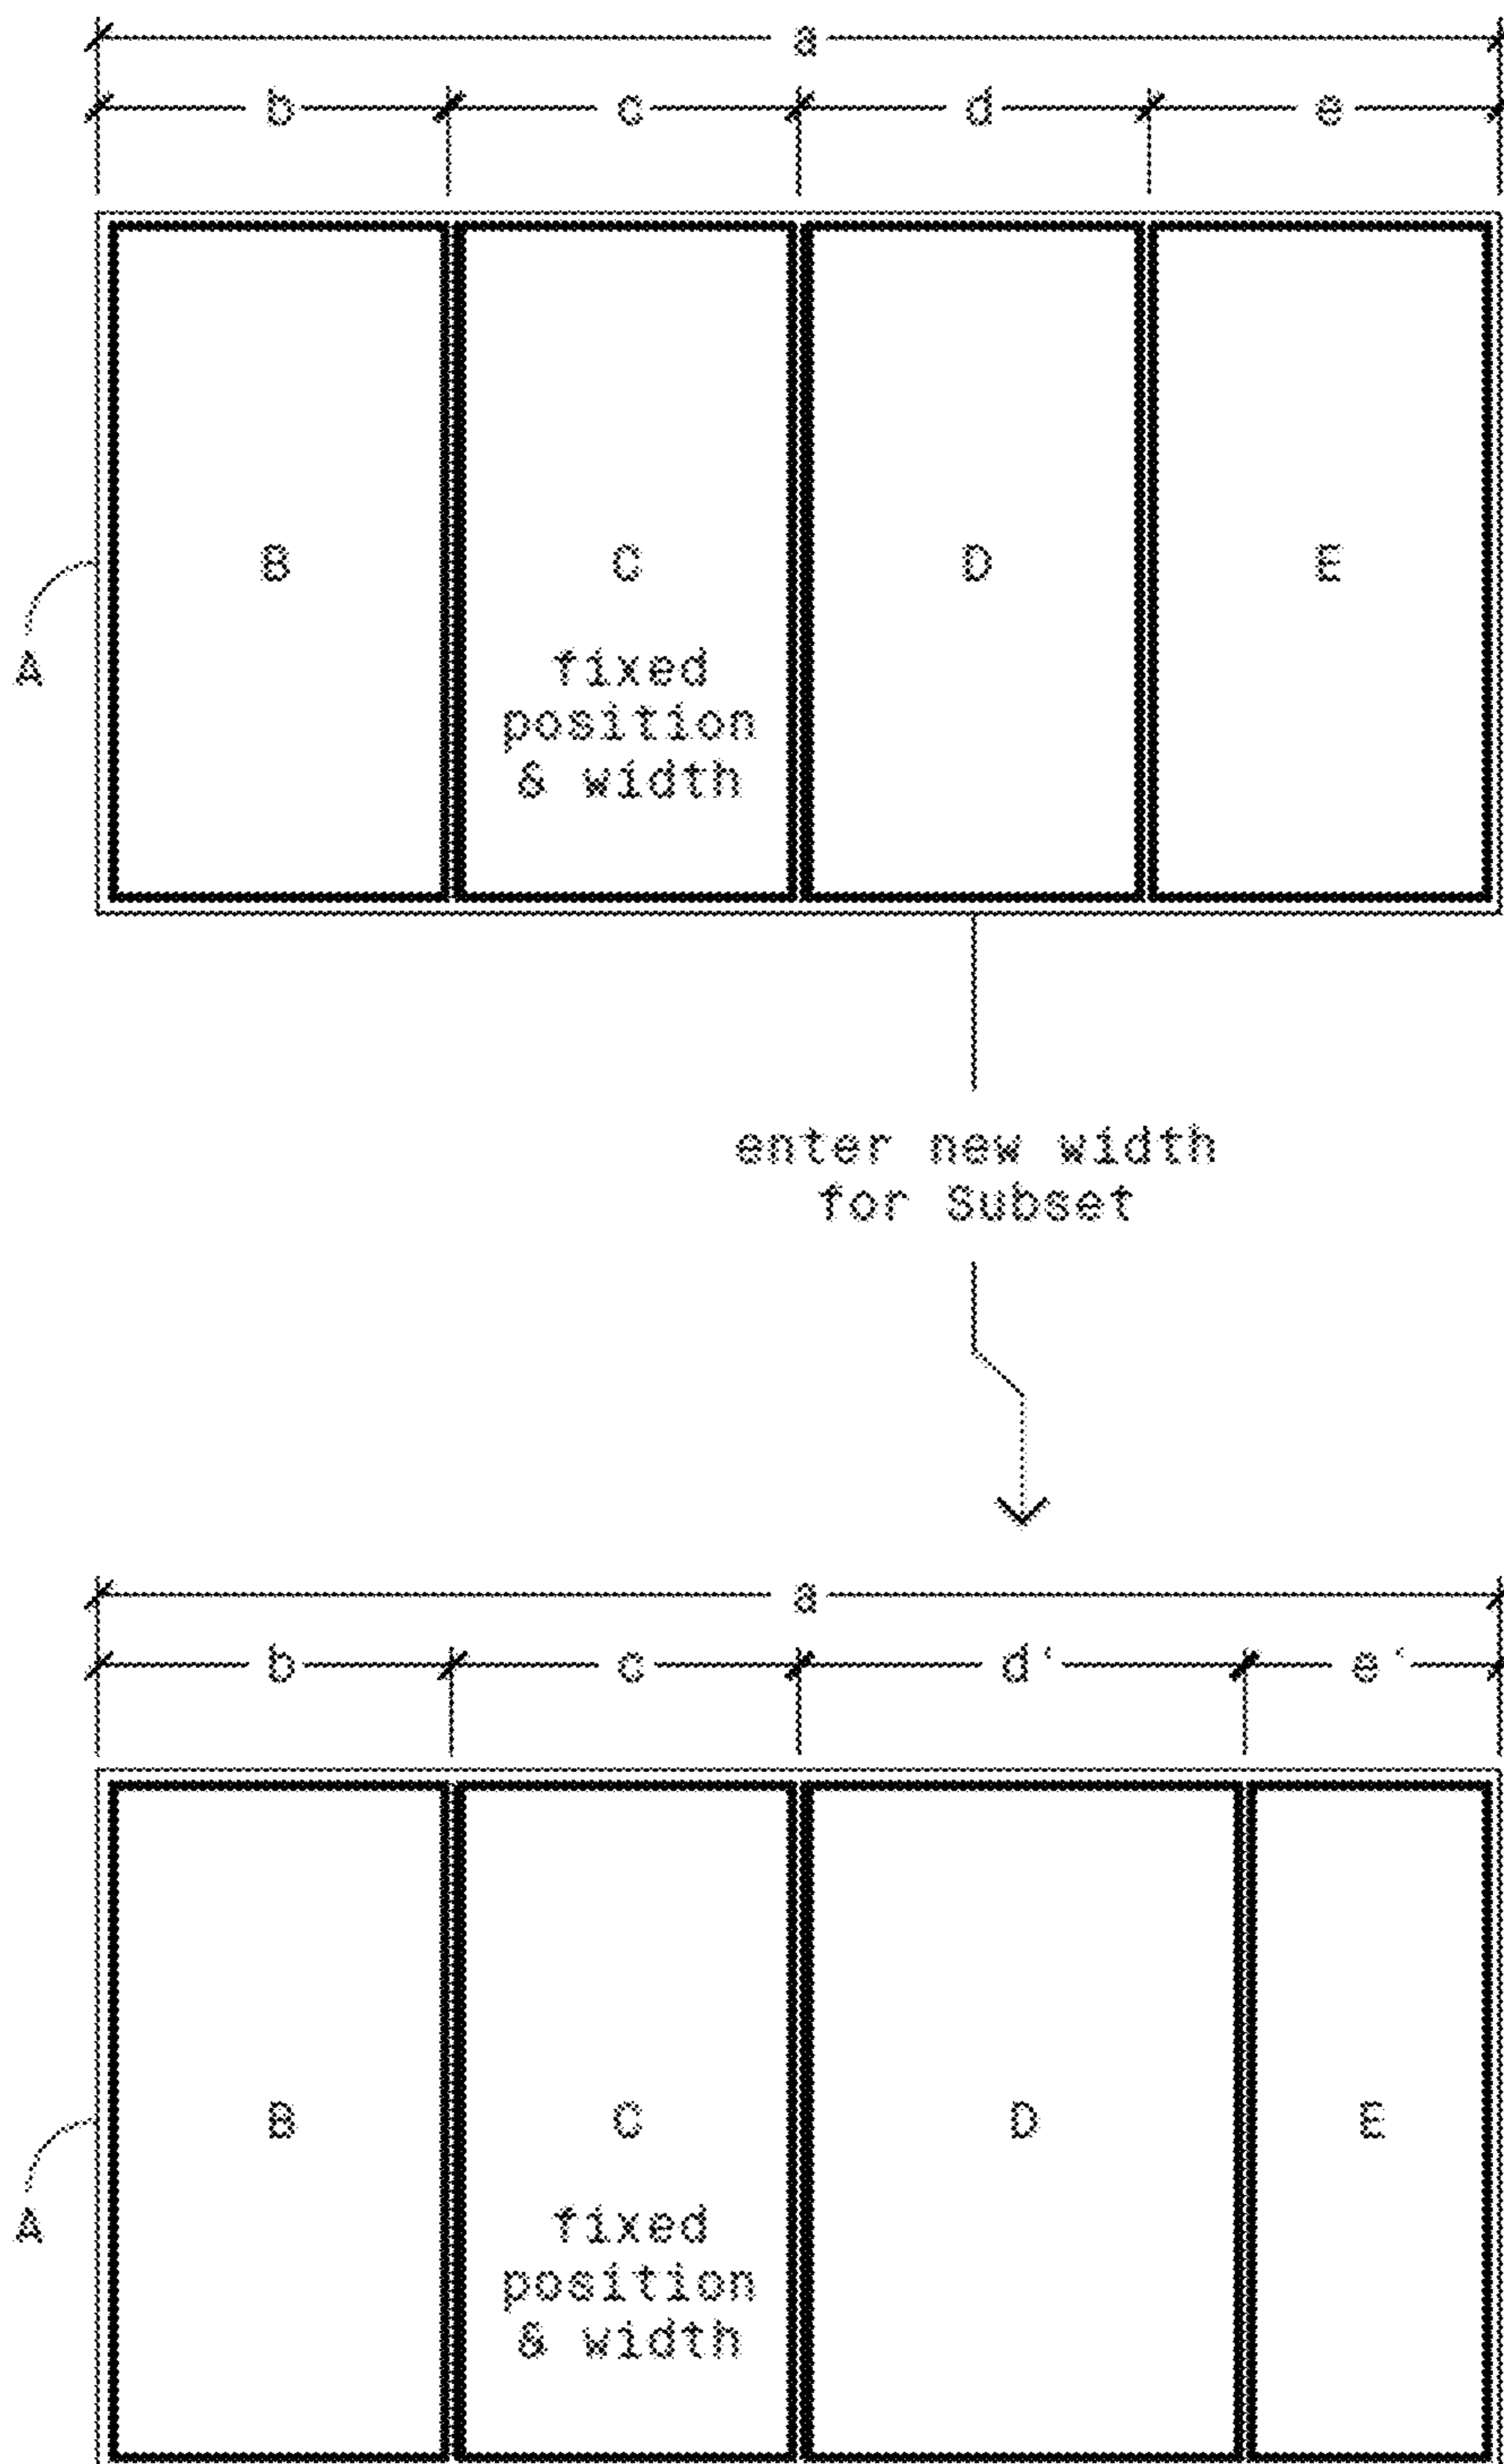 a
b c d e
B C D E
A
fixed
position
& width
enter new width
for Subset
a
b c d' e'
B C D E
A
fixed
position
& width